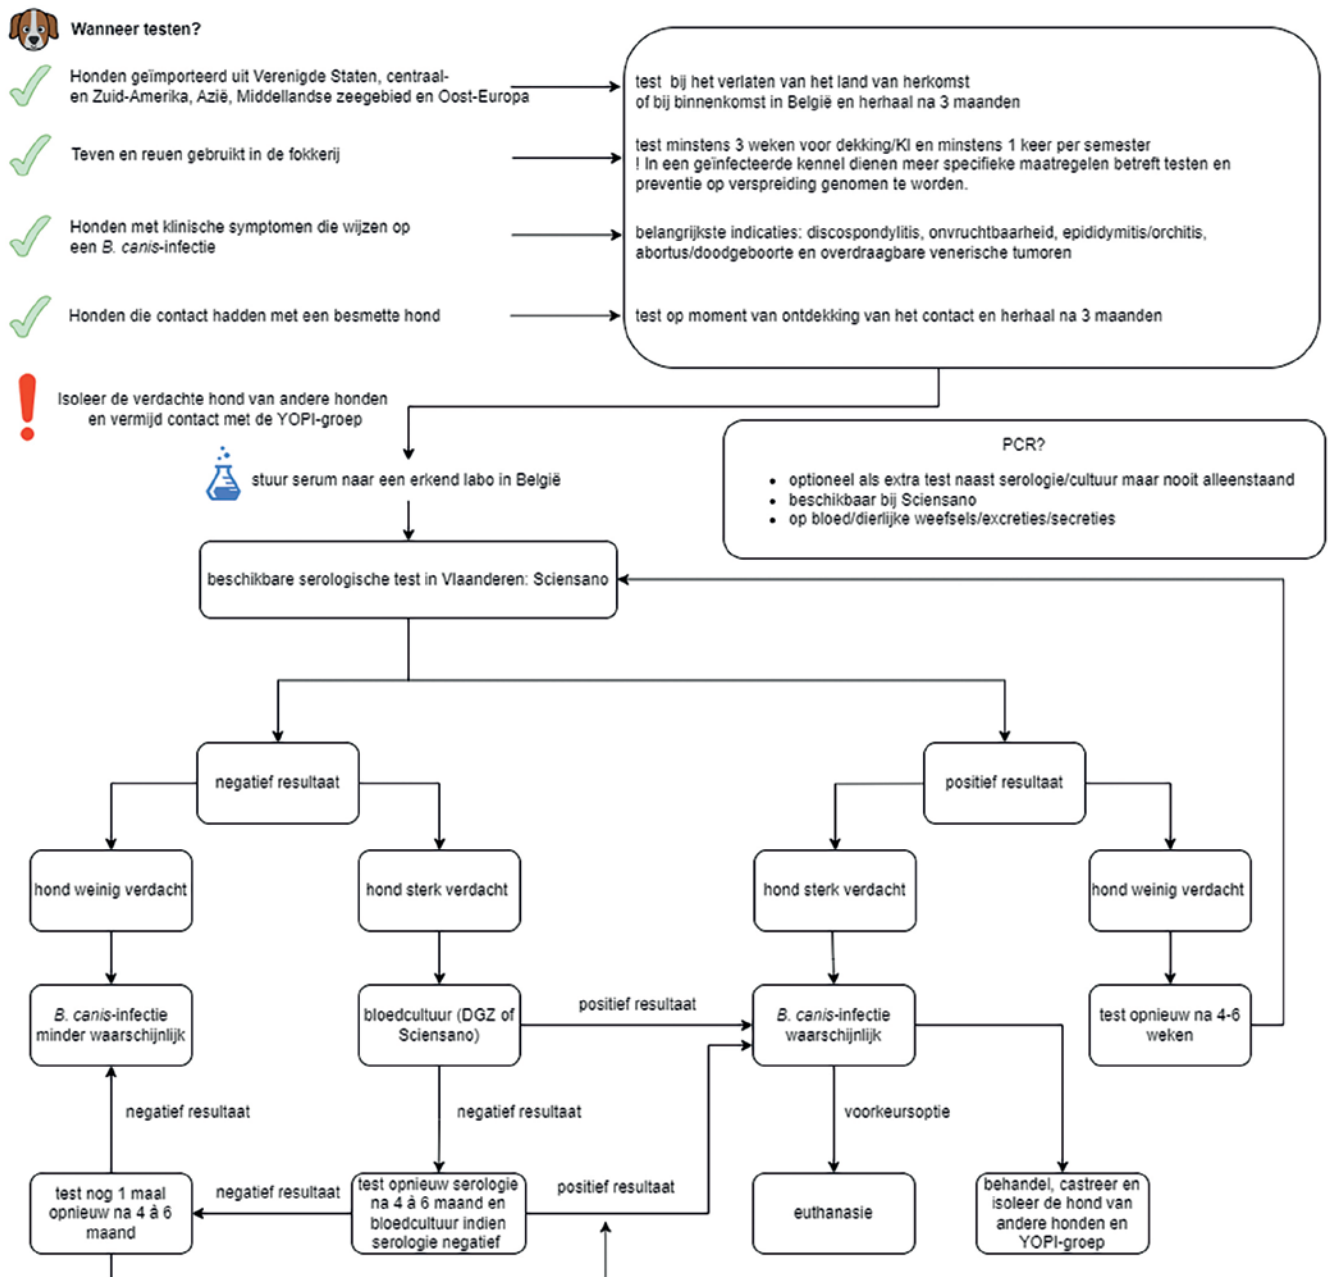 Wanneer testen?
Honden geïmporteerd uit Verenigde Staten, centraal-
en Zuid-Amerika, Azië, Middellandse zeegebied en Oost-Europa
test bij het verlaten van het land van herkomst
of bij binnenkomst in België en herhaal na 3 maanden
Teven en reuen gebruikt in de fokkerij
test minstens 3 weken voor dekking/KI en minstens 1 keer per semester
! In een geïnfecteerde kennel dienen meer specifieke maatregelen betreft testen en
preventie op verspreiding genomen te worden.
Honden met klinische symptomen die wijzen op
een B. canis-infectie
belangrijkste indicaties: discospondylitis, onvruchtbaarheid, epididymitis/orchitis,
abortus/doodgeboorte en overdraagbare venerische tumoren
Honden die contact hadden met een besmette hond
test op moment van ontdekking van het contact en herhaal na 3 maanden
Isoleer de verdachte hond van andere honden
en vermijd contact met de YOPI-groep
PCR?
• optioneel als extra test naast serologie/cultuur maar nooit alleenstaand
• beschikbaar bij Sciensano
• op bloed/dierlijke weefsels/excreties/secreties
stuur serum naar een erkend labo in België
beschikbare serologische test in Vlaanderen: Sciensano
negatief resultaat
positief resultaat
hond weinig verdacht
hond sterk verdacht
hond sterk verdacht
hond weinig verdacht
B. canis-infectie
minder waarschijnlijk
bloedcultuur (DGZ of
Sciensano)
positief resultaat
B. canis-infectie
waarschijnlijk
test opnieuw na 4-6
weken
negatief resultaat
negatief resultaat
voorkeursoptie
test nog 1 maal
opnieuw na 4 à 6
maand
negatief resultaat
test opnieuw serologie
na 4 à 6 maand en
bloedcultuur indien
serologie negatief
positief resultaat
euthanasie
behandel, castreer en
isoleer de hond van
andere honden en
YOPI-groep